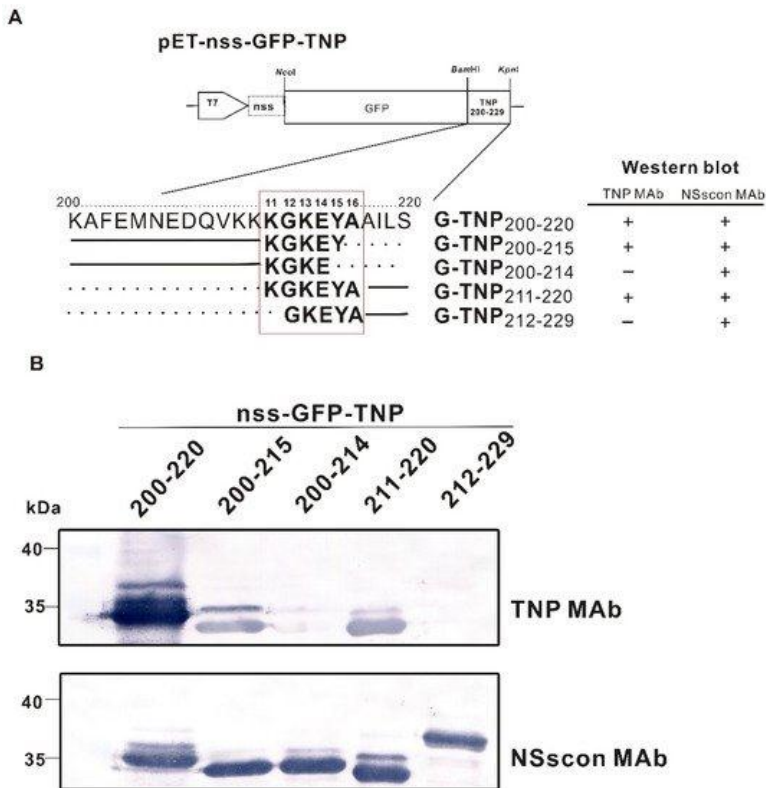 A
pET-nss-GFP-TNP
NcoI BamHI KpnI
T7 nss GFP TNP
200-229
Western blot
TNP MAb NSscon MAb
200 11 12 13 14 15 16 220
KAFEMNEDQVKKKGKEYAAILS G-TNP200-220 + +
KGKEY G-TNP200-215 + +
KGKE G-TNP200-214 – +
KGKEYA G-TNP211-220 + +
GKEYA G-TNP212-229 – +
B
nss-GFP-TNP
200-220 200-215 200-214 211-220 212-229
kDa
40
35
TNP MAb
40
35
NSscon MAb